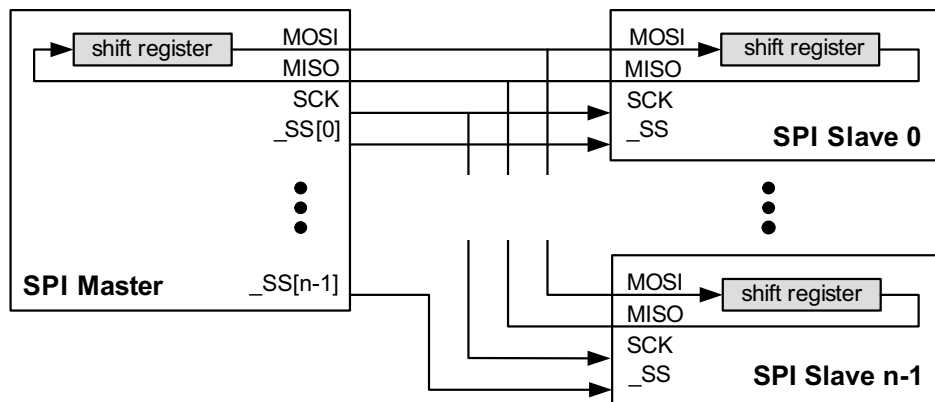 shift register
MOSI
MISO
SCK
_SS[0]
SPI Master
_SS[n-1]
MOSI
shift register
MISO
SCK
_SS
SPI Slave 0
MOSI
shift register
MISO
SCK
_SS
SPI Slave n-1